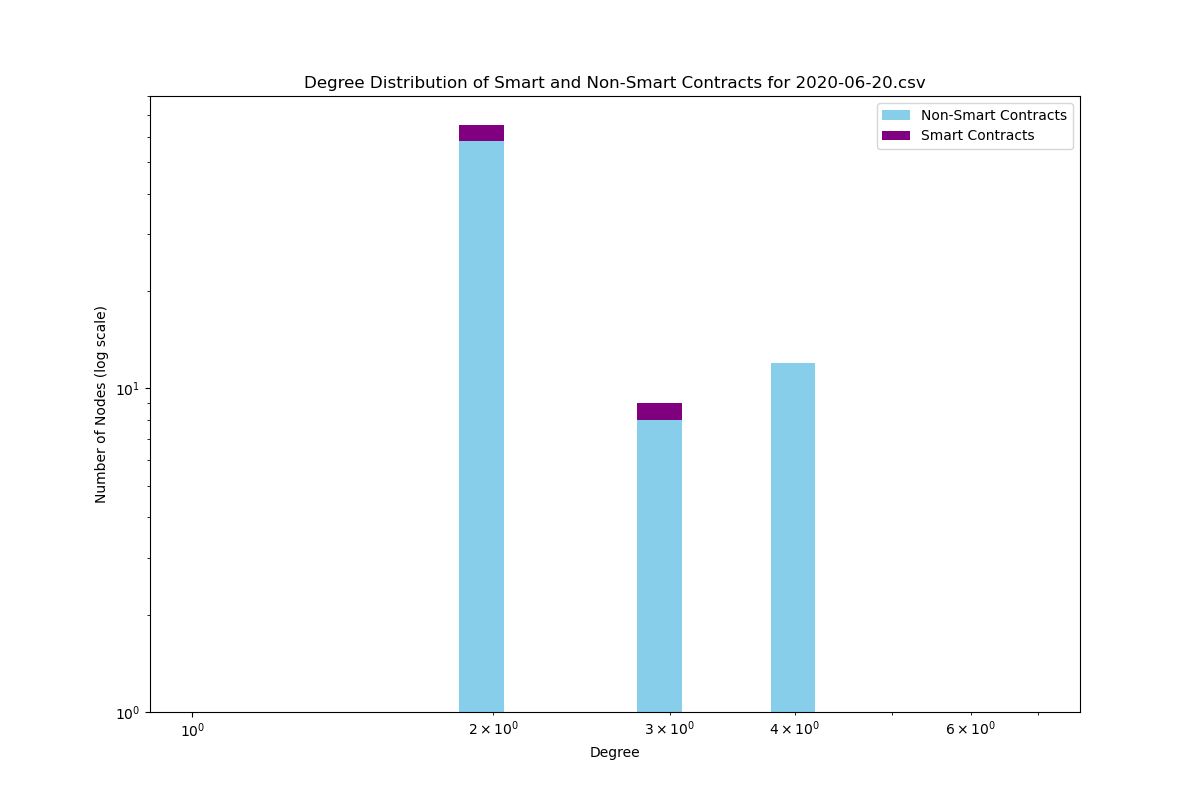 Degree Distribution of Smart and Non-Smart Contracts for 2020-06-20.csv
Non-Smart Contracts
Smart Contracts
Number of Nodes (log scale)
10¹
10⁰
10⁰ 2 × 10⁰ 3 × 10⁰ 4 × 10⁰ 6 × 10⁰
Degree